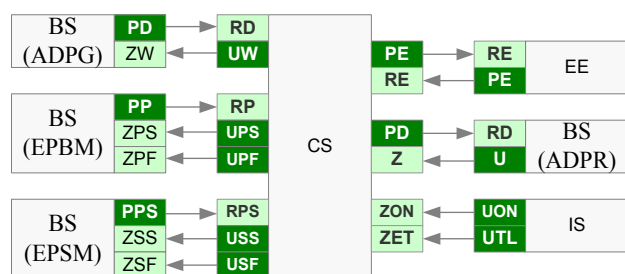 BS
(ADPG)
PD
ZW
RD
UW
BS
(EPBM)
PP
ZPS
ZPF
RP
UPS
UPF
BS
(EPSM)
PPS
ZSS
ZSF
RPS
USS
USF
CS
PE
RE
RE
PE
EE
PD
Z
RD
U
BS
(ADPR)
ZON
ZET
UON
UTL
IS